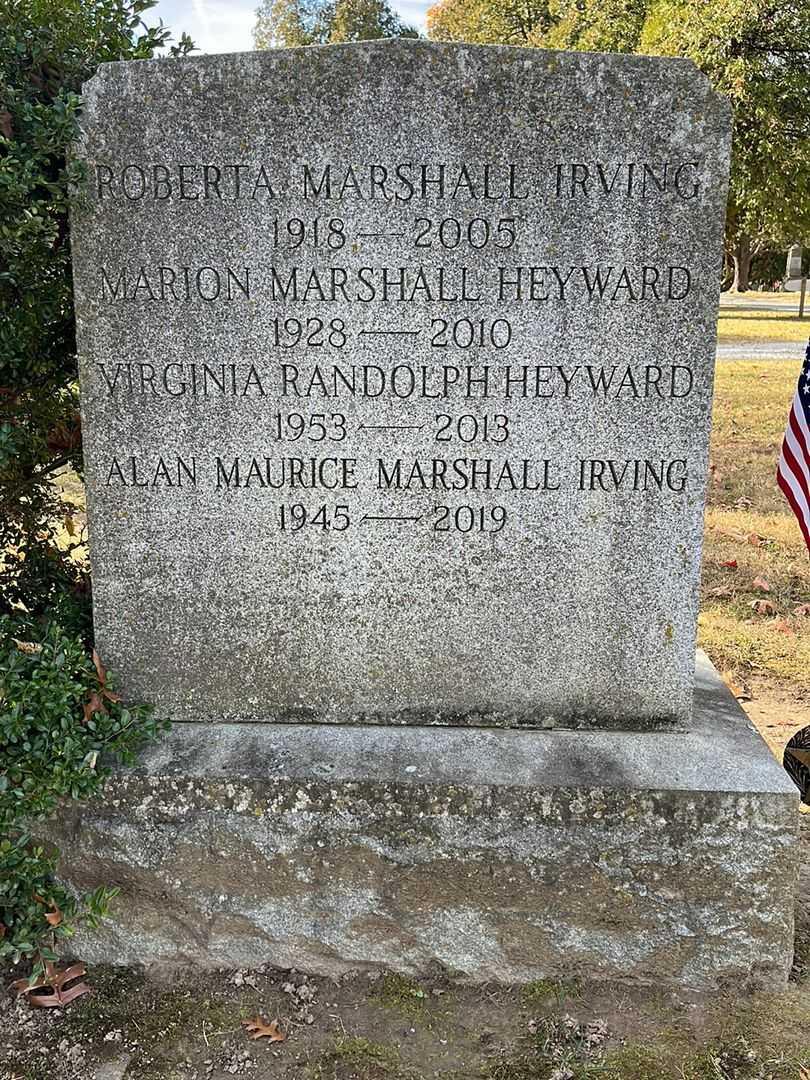 ROBERTA MARSHALL IRVING
1918 — 2005
MARION MARSHALL HEYWARD
1928 — 2010
VIRGINIA RANDOLPH HEYWARD
1953 — 2013
ALAN MAURICE MARSHALL IRVING
1945 — 2019